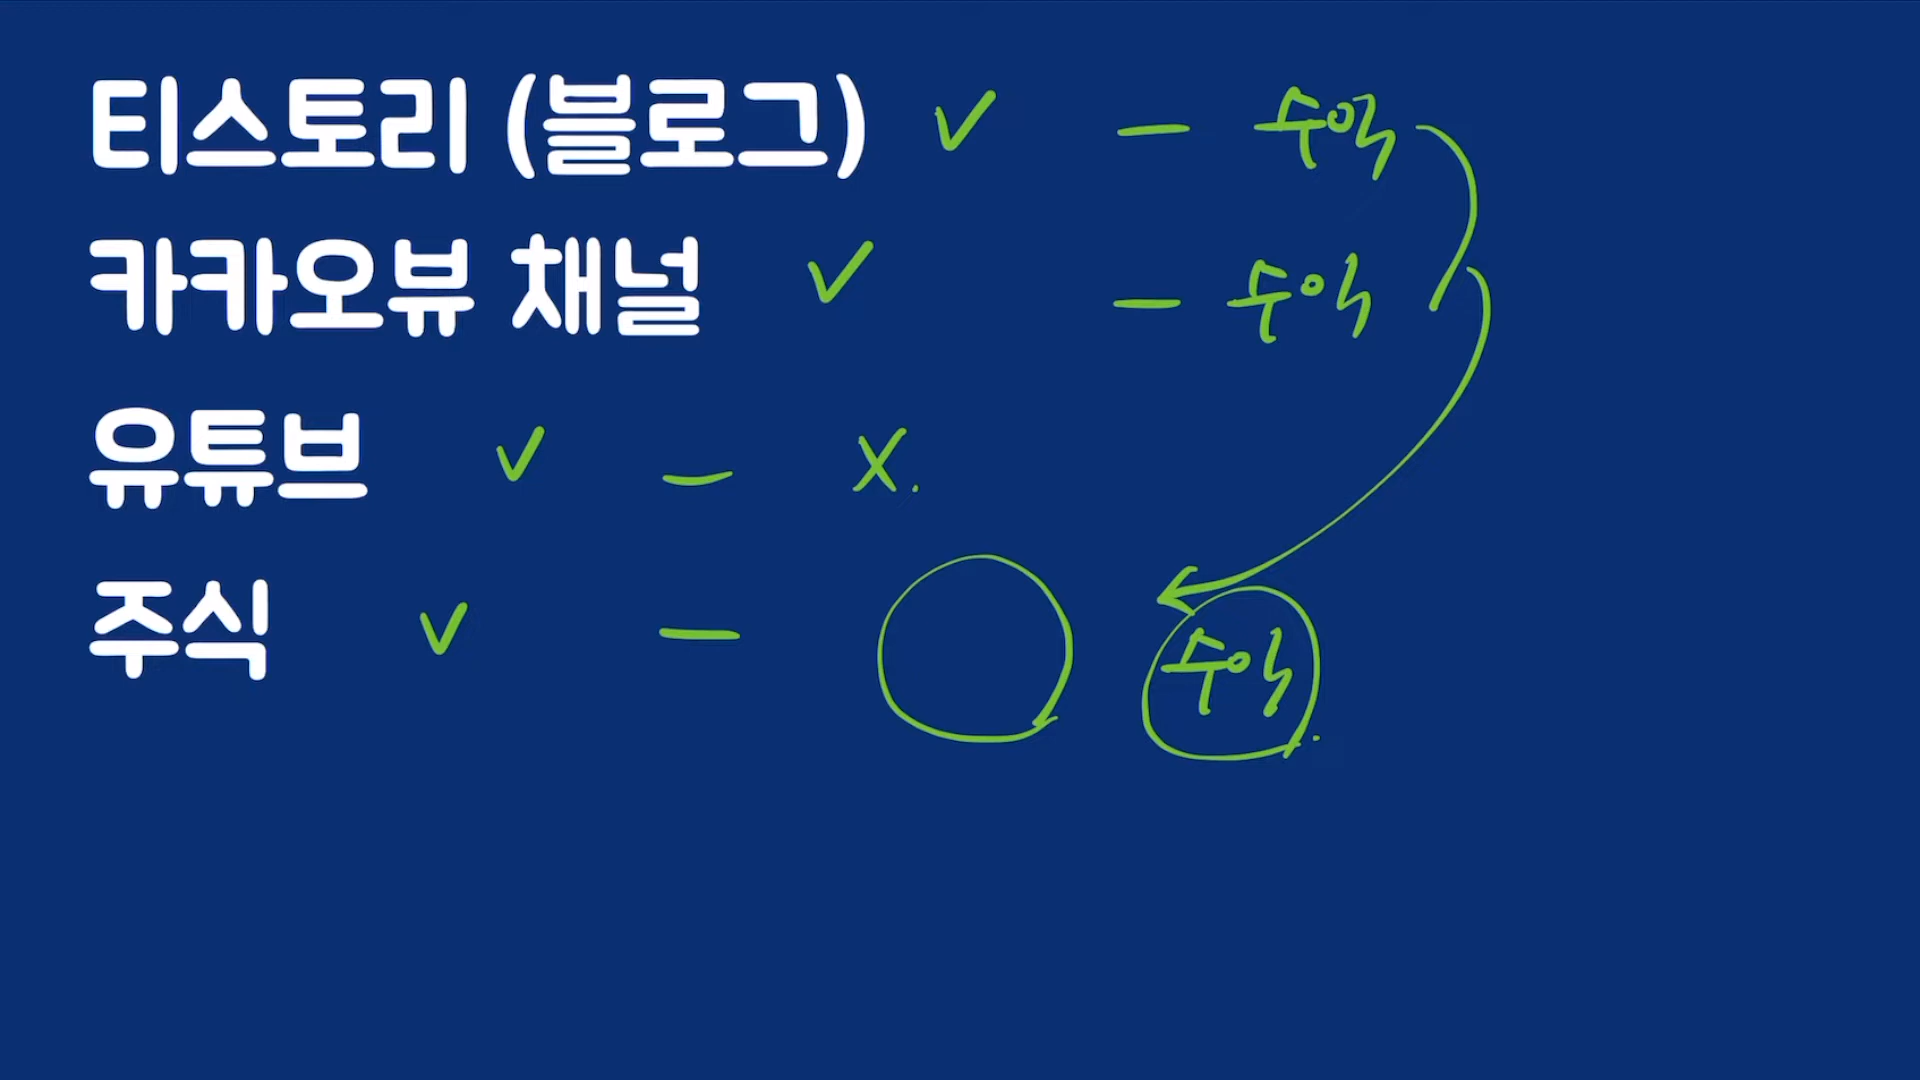 티스토리 (블로그) ✓ - 수익
카카오뷰 채널 ✓ - 수익
유튜브 ✓ - X.
주식 ✓ - 수익.